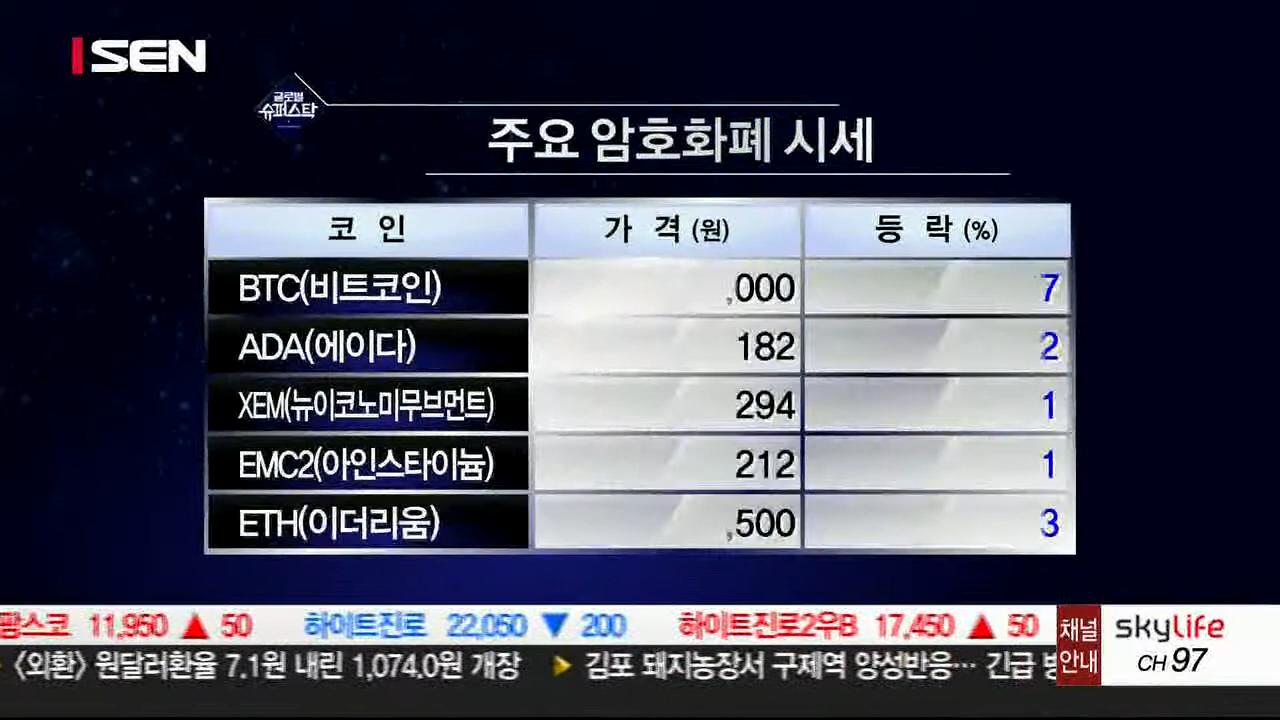 SEN
글로벌
슈퍼스탁
주요 암호화폐 시세
코 인 가 격 (원) 등 락 (%)
BTC(비트코인) ,000 7
ADA(에이다) 182 2
XEM(뉴이코노미무브먼트) 294 1
EMC2(아인스타이늄) 212 1
ETH(이더리움) ,500 3
팜스코 11,950 ▲ 50 하이트진로 22,050 ▼ 200 하이트진로2우B 17,450 ▲ 50
〈외환〉 원달러환율 7.1원 내린 1,074.0원 개장 ▶ 김포 돼지농장서 구제역 양성반응… 긴급
채널
안내
skylife
CH 97